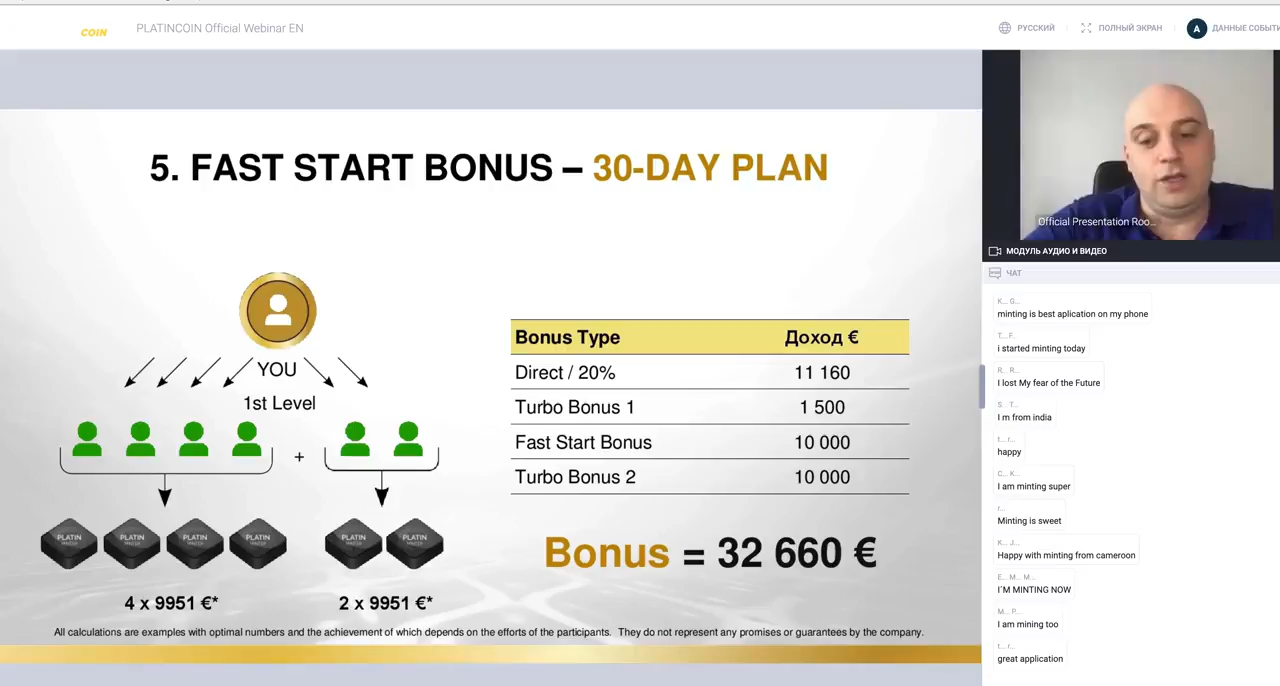 COIN
PLATINCOIN Official Webinar EN
РУССКИЙ
ПОЛНЫЙ ЭКРАН
A
ДАННЫЕ СОБЫТИ
5. FAST START BONUS – 30-DAY PLAN
YOU
1st Level
+
PLATIN
PLATIN
PLATIN
PLATIN
PLATIN
PLATIN
4 x 9951 €*
2 x 9951 €*
Bonus Type Доход €
Direct / 20% 11 160
Turbo Bonus 1 1 500
Fast Start Bonus 10 000
Turbo Bonus 2 10 000
Bonus = 32 660 €
All calculations are examples with optimal numbers and the achievement of which depends on the efforts of the participants. They do not represent any promises or guarantees by the company.
Official Presentation Roo...
МОДУЛЬ АУДИО И ВИДЕО
ЧАТ
K... G...
minting is best aplication on my phone
T... F...
i started minting today
R... R...
I lost My fear of the Future
S... T...
I m from india
t... r...
happy
C... K...
I am minting super
r...
Minting is sweet
K... J...
Happy with minting from cameroon
E... M... M...
I´M MINTING NOW
M... P...
I am mining too
t... r...
great application